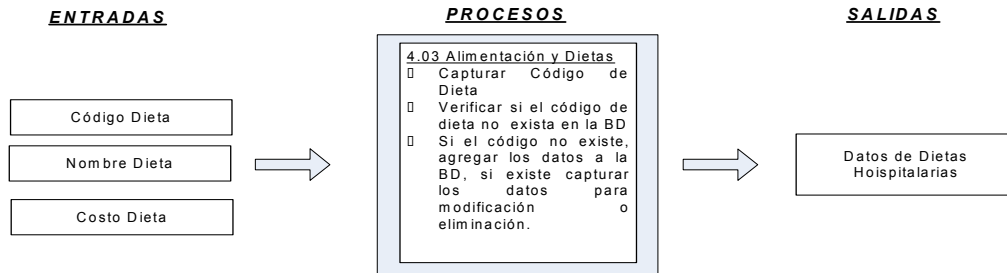 ENTRADAS
PROCESOS
SALIDAS
Código Dieta
Nombre Dieta
Costo Dieta
4.03 Alimentación y Dietas
▯ Capturar Código de
Dieta
▯ Verificar si el código de
dieta no exista en la BD
▯ Si el código no existe,
agregar los datos a la
BD, si existe capturar
los datos para
modificación o
eliminación.
Datos de Dietas
Hoispitalarias